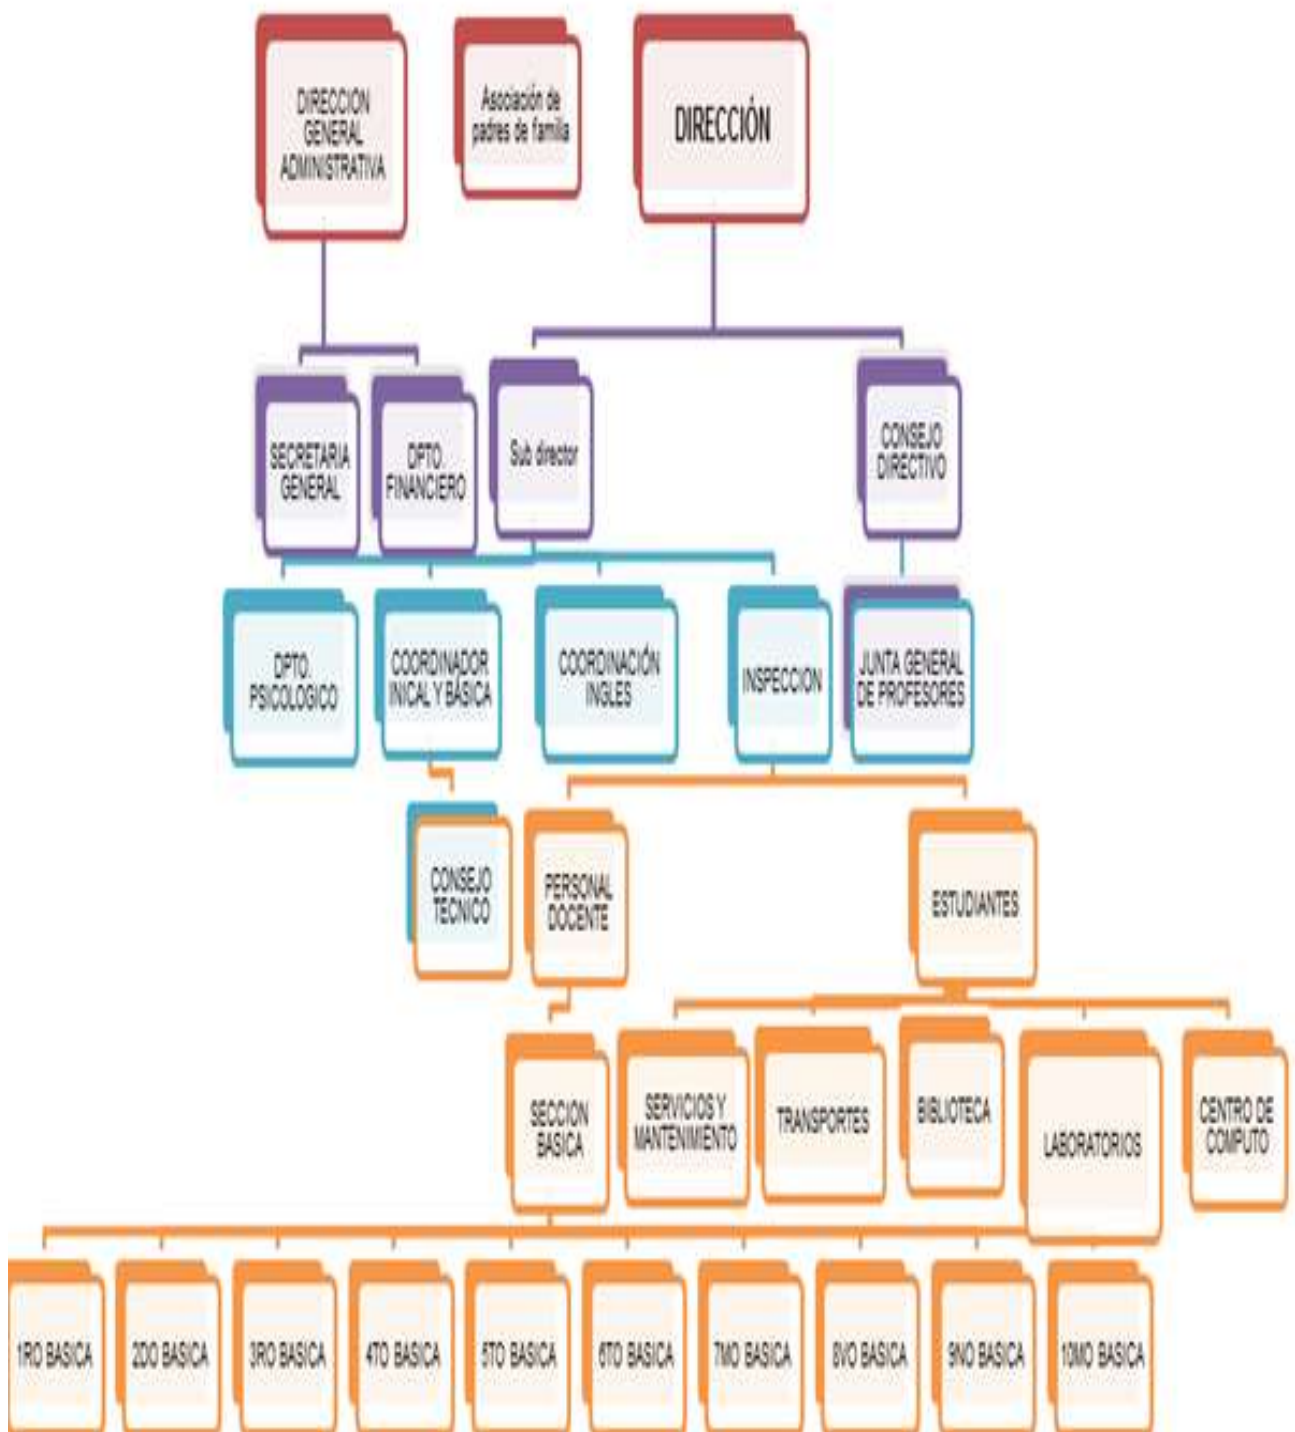 DIRECCION
GENERAL
ADMINISTRATIVA
Asociación de
padres de familia
DIRECCIÓN
SECRETARIA
GENERAL
DPTO.
FINANCIERO
Sub director
CONSEJO
DIRECTIVO
DPTO.
PSICOLOGICO
COORDINADOR
INICAL Y BÁSICA
COORDINACIÓN
INGLES
INSPECCION
JUNTA GENERAL
DE PROFESORES
CONSEJO
TECNICO
PERSONAL
DOCENTE
ESTUDIANTES
SECCION
BASICA
SERVICIOS Y
MANTENIMIENTO
TRANSPORTES
BIBLIOTECA
LABORATORIOS
CENTRO DE
COMPUTO
1RO BASICA
2DO BASICA
3RO BASICA
4TO BASICA
5TO BASICA
6TO BASICA
7MO BASICA
8VO BASICA
9NO BASICA
10MO BASICA